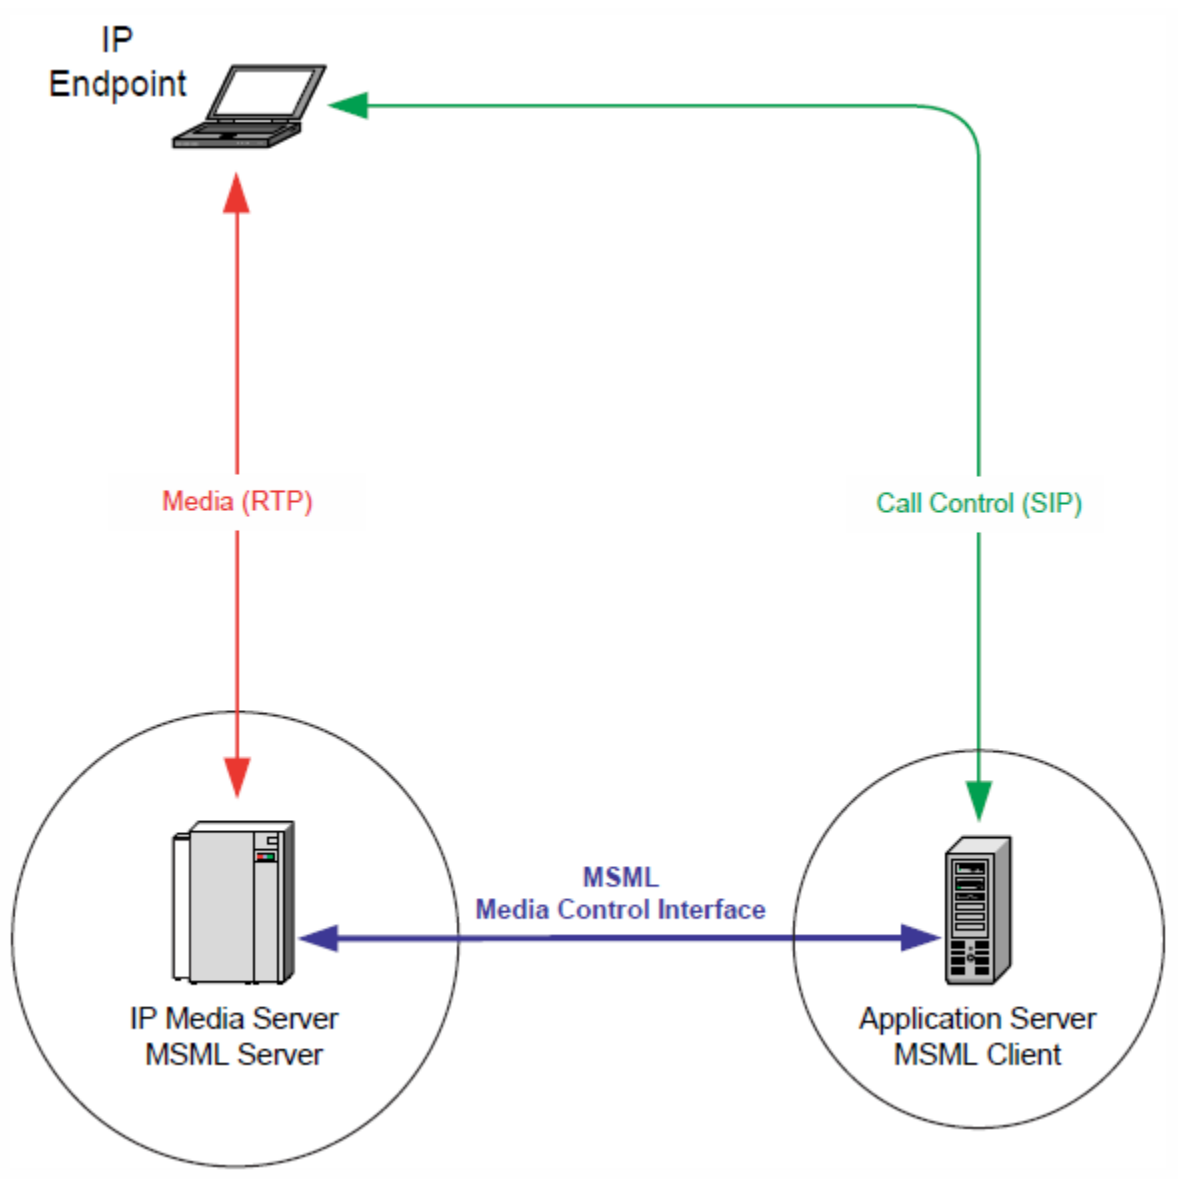 IP
Endpoint
Media (RTP)
Call Control (SIP)
MSML
Media Control Interface
IP Media Server
MSML Server
Application Server
MSML Client